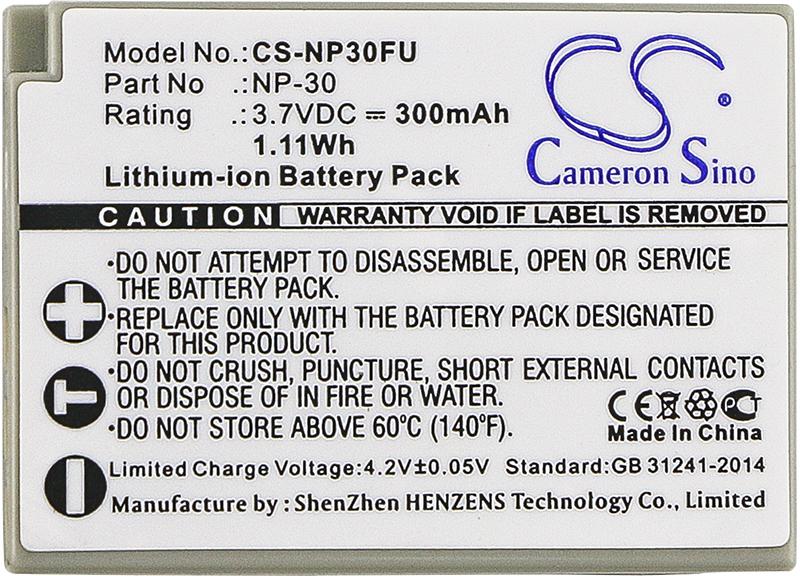 Model No.: CS-NP30FU
Part No .: NP-30
Rating .: 3.7VDC ⎓ 300mAh
1.11Wh
Lithium-ion Battery Pack
CS ®
Cameron Sino
CAUTION WARRANTY VOID IF LABEL IS REMOVED
·DO NOT ATTEMPT TO DISASSEMBLE, OPEN OR SERVICE
THE BATTERY PACK.
·REPLACE ONLY WITH THE BATTERY PACK DESIGNATED
FOR THIS PRODUCT.
·DO NOT CRUSH, PUNCTURE, SHORT EXTERNAL CONTACTS
OR DISPOSE OF IN FIRE OR WATER.
·DO NOT STORE ABOVE 60°C (140°F).
+
T
CE PCT
Made In China
Limited Charge Voltage:4.2V±0.05V Standard:GB 31241-2014
Manufacture by : ShenZhen HENZENS Technology Co., Limited